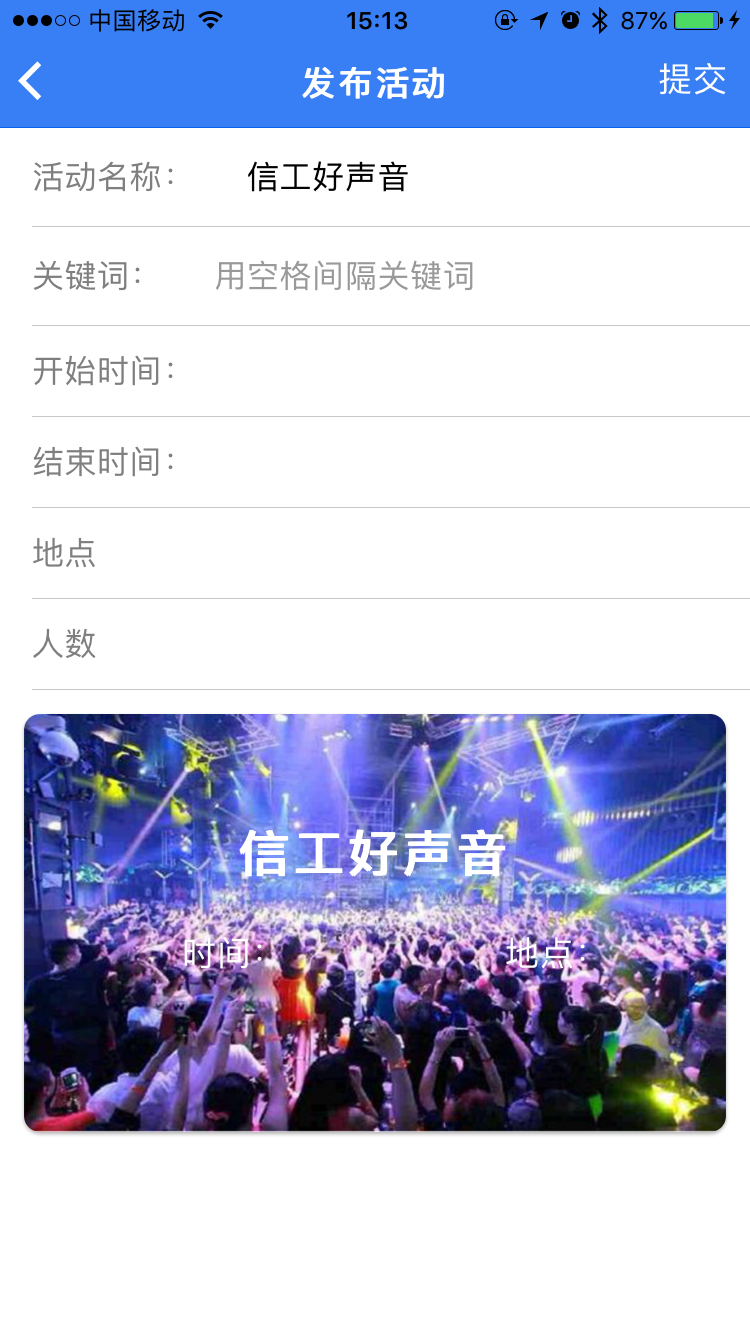 中国移动 15:13 87%
发布活动 提交
活动名称： 信工好声音
关键词： 用空格间隔关键词
开始时间：
结束时间：
地点
人数
信工好声音
时间： 地点：